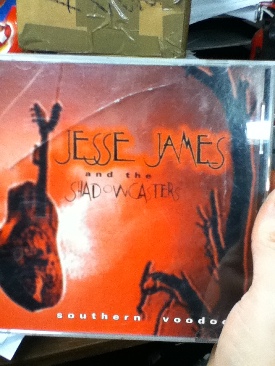 JESSE JAMES
and the
SHADOWCASTERS
southern voodoo